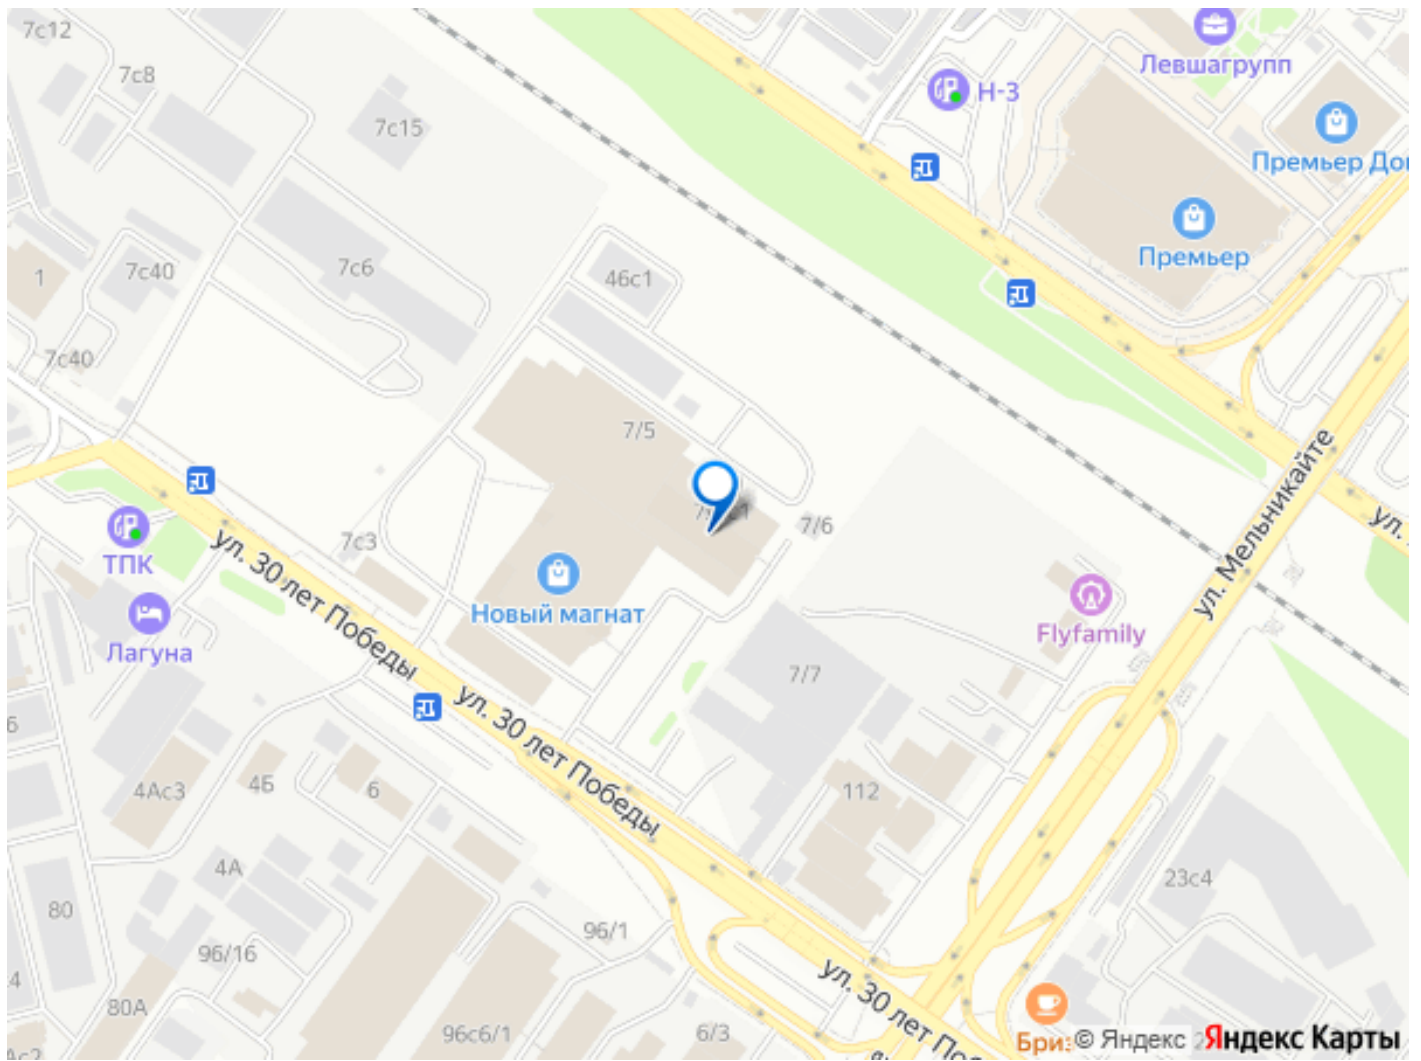 7с12
7с8
Левшагрупп
Н-3
7с15
Премьер
Премьер
7с6
7с40
1
46с1
7с40
7/5
ул. Мельникайте
ул.
7/6
7с3
ТПК
ул. 30 лет Победы
Новый магнат
Flyfamily
Лагуна
7/7
ул. 30 лет Победы
4Ас3
4Б
6
112
4А
23с4
80
96/1
96/16
ул. 30 лет
80А
96с6/1
6/3
Бриз
© Яндекс
Яндекс Карты